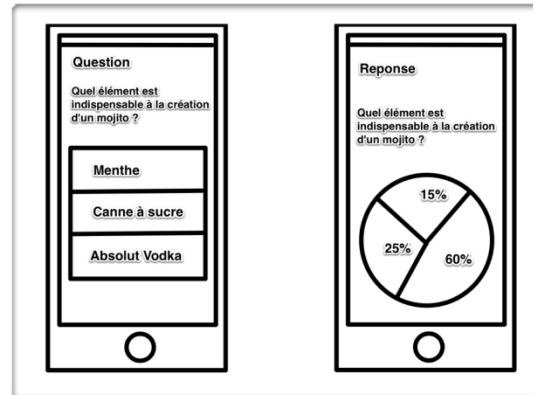 Question
Quel élément est
indispensable à la création
d'un mojito ?
Menthe
Canne à sucre
Absolut Vodka
Reponse
Quel élément est
indispensable à la création
d'un mojito ?
15%
25%
60%